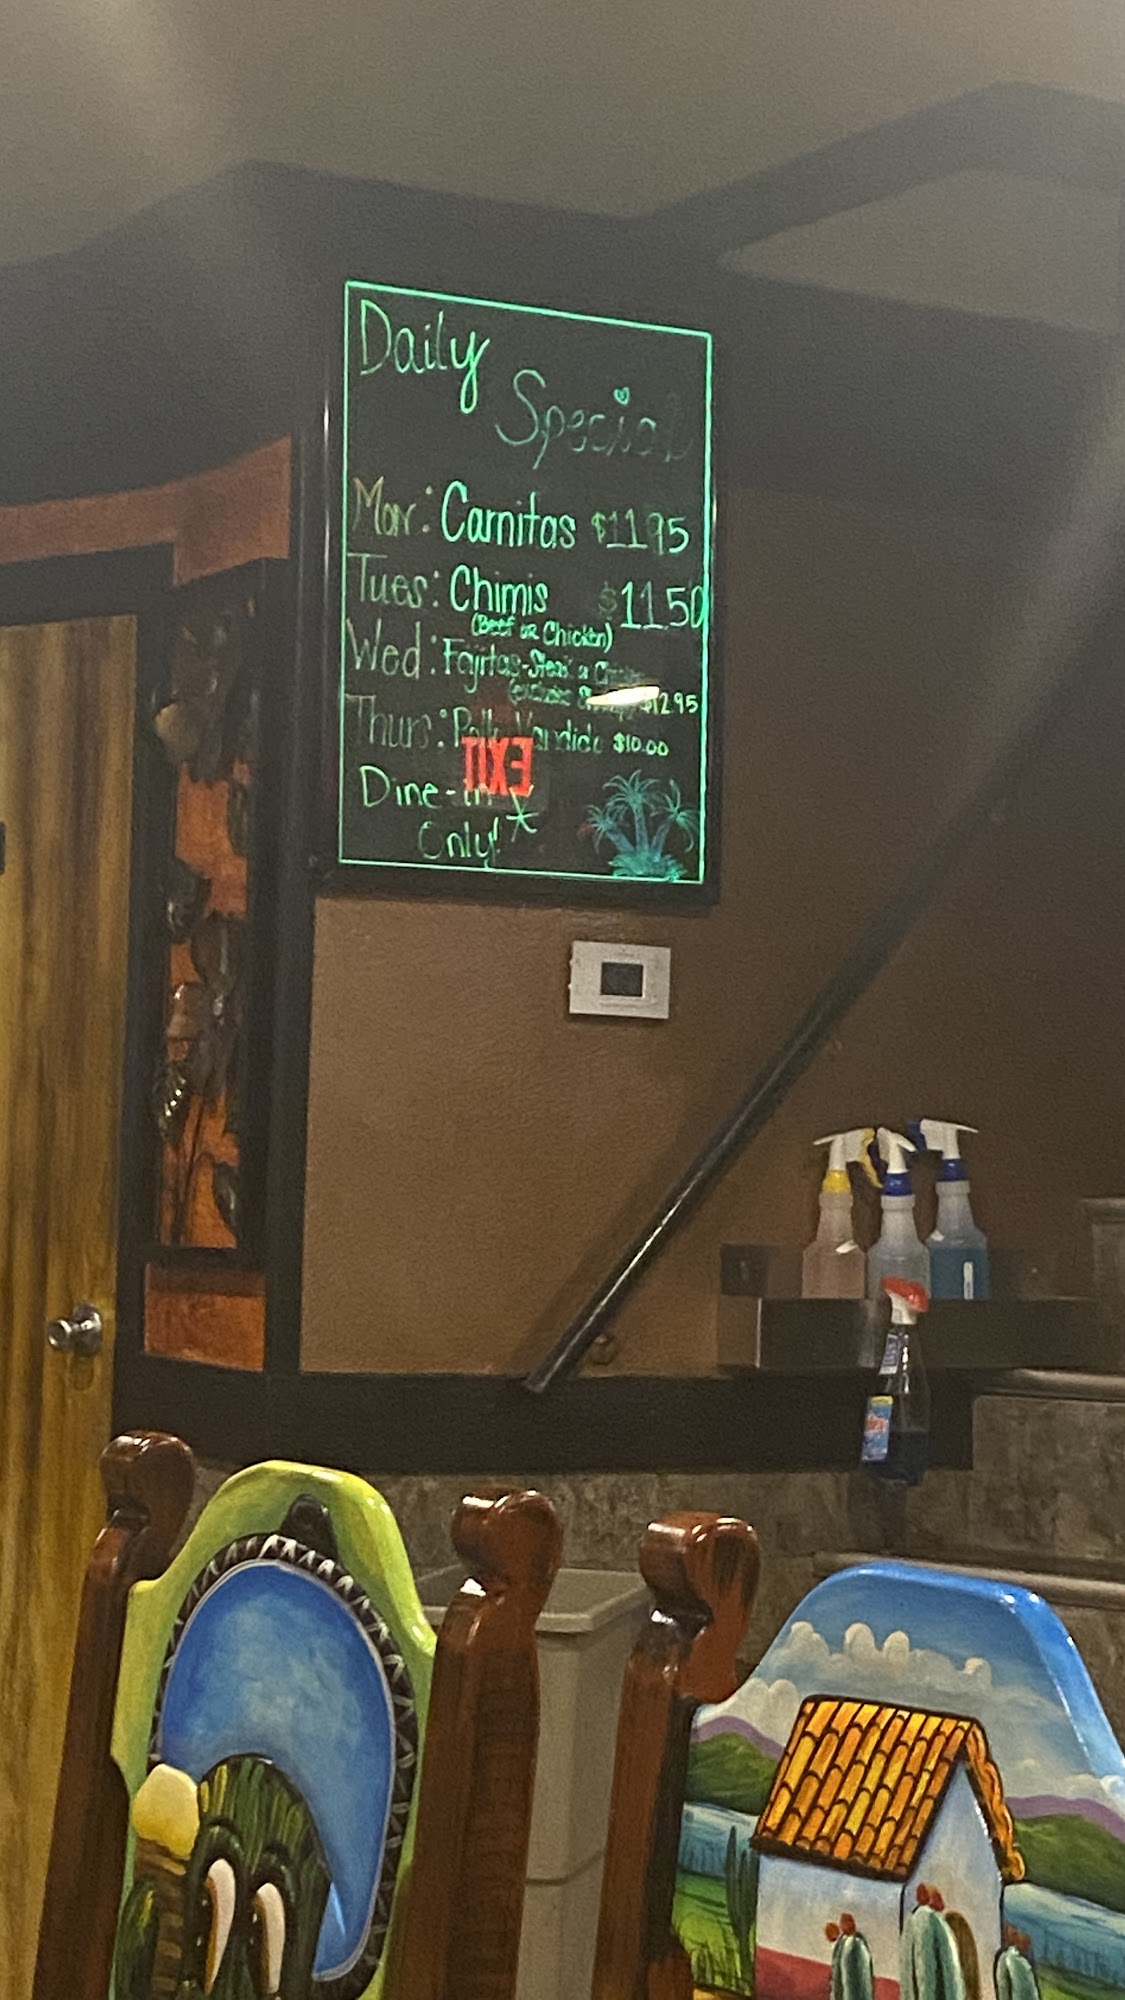 Daily
Special
Mon: Carnitas $11.95
Tues: Chimis $11.50
(Beef or Chicken)
Wed: Fajitas-Steak or Chicken
$12.95
Thurs: Pollo $10.00
EXIT
Dine-in
Only! *